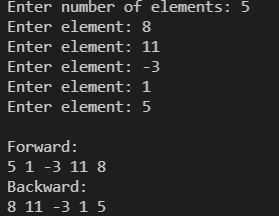 Enter number of elements: 5
Enter element: 8
Enter element: 11
Enter element: -3
Enter element: 1
Enter element: 5
Forward:
5 1 -3 11 8
Backward:
8 11 -3 1 5